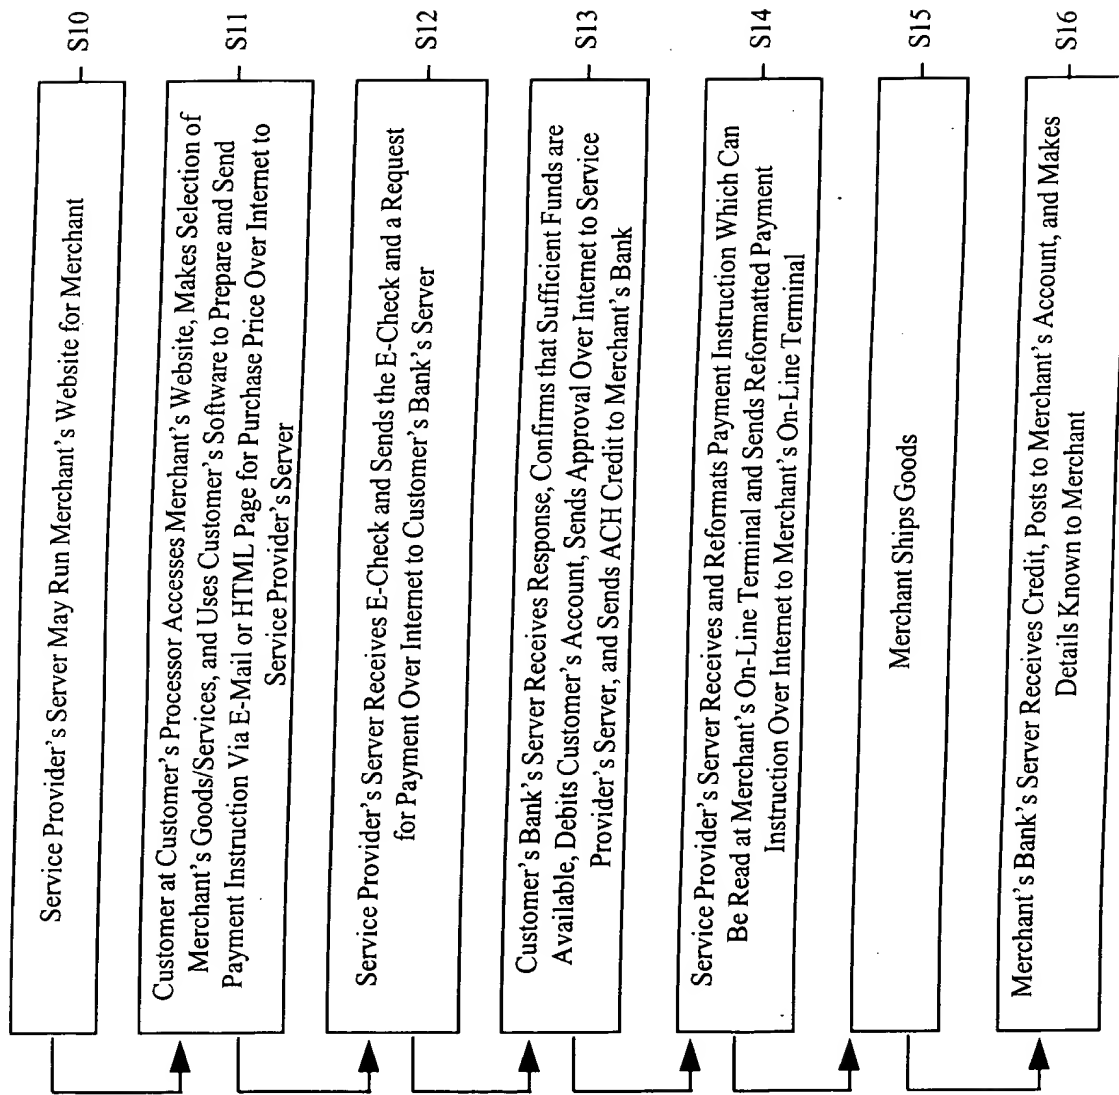 Service Provider's Server May Run Merchant's Website for Merchant
S10
Customer at Customer's Processor Accesses Merchant's Website, Makes Selection of
Merchant's Goods/Services, and Uses Customer's Software to Prepare and Send
Payment Instruction Via E-Mail or HTML Page for Purchase Price Over Internet to
Service Provider's Server
S11
Service Provider's Server Receives E-Check and Sends the E-Check and a Request
for Payment Over Internet to Customer's Bank's Server
S12
Customer's Bank's Server Receives Response, Confirms that Sufficient Funds are
Available, Debits Customer's Account, Sends Approval Over Internet to Service
Provider's Server, and Sends ACH Credit to Merchant's Bank
S13
Service Provider's Server Receives and Reformats Payment Instruction Which Can
Be Read at Merchant's On-Line Terminal and Sends Reformatted Payment
Instruction Over Internet to Merchant's On-Line Terminal
S14
Merchant Ships Goods
S15
Merchant's Bank's Server Receives Credit, Posts to Merchant's Account, and Makes
Details Known to Merchant
S16